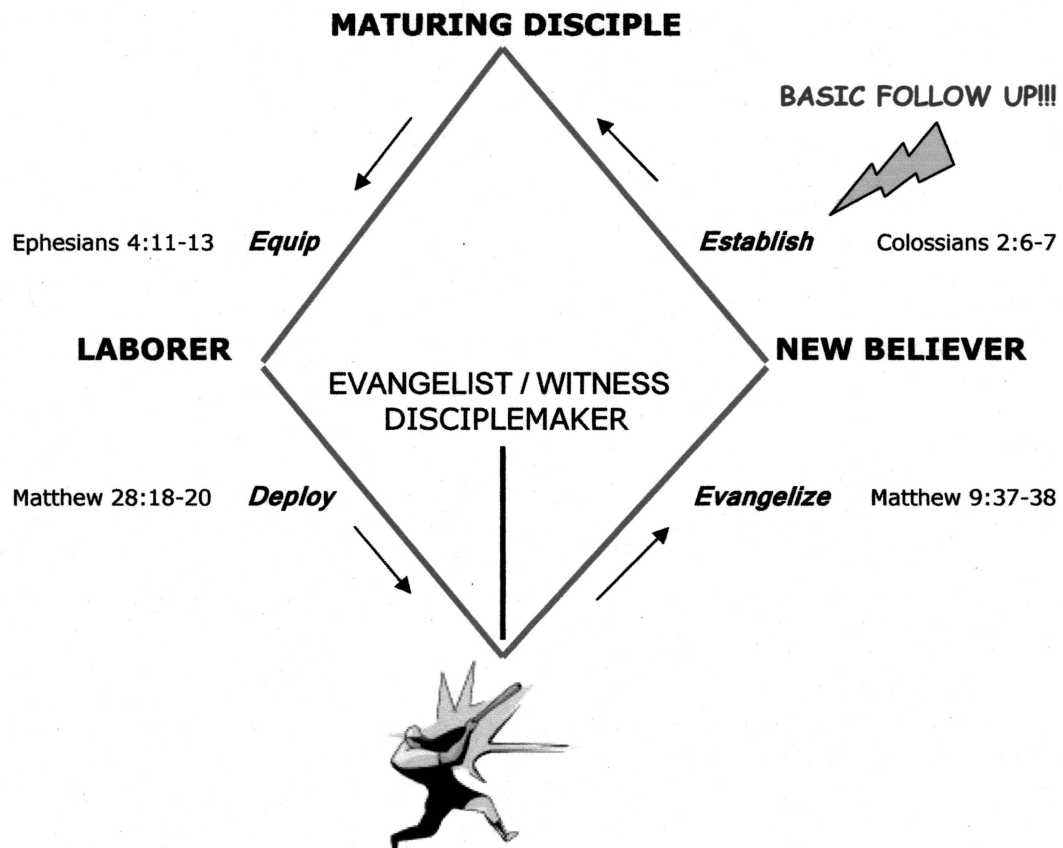 MATURING DISCIPLE
BASIC FOLLOW UP!!!
Ephesians 4:11-13
Equip
Establish
Colossians 2:6-7
LABORER
NEW BELIEVER
EVANGELIST / WITNESS
DISCIPLEMAKER
Matthew 28:18-20
Deploy
Evangelize
Matthew 9:37-38